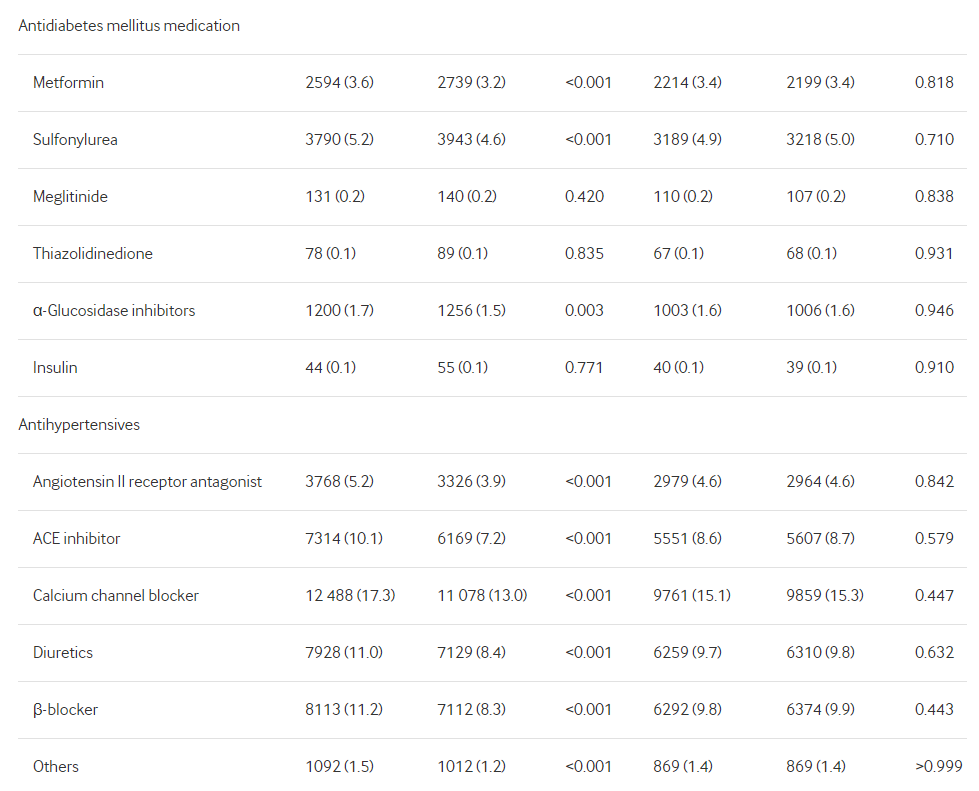 Antidiabetes mellitus medication
Metformin 2594 (3.6) 2739 (3.2) <0.001 2214 (3.4) 2199 (3.4) 0.818
Sulfonylurea 3790 (5.2) 3943 (4.6) <0.001 3189 (4.9) 3218 (5.0) 0.710
Meglitinide 131 (0.2) 140 (0.2) 0.420 110 (0.2) 107 (0.2) 0.838
Thiazolidinedione 78 (0.1) 89 (0.1) 0.835 67 (0.1) 68 (0.1) 0.931
α-Glucosidase inhibitors 1200 (1.7) 1256 (1.5) 0.003 1003 (1.6) 1006 (1.6) 0.946
Insulin 44 (0.1) 55 (0.1) 0.771 40 (0.1) 39 (0.1) 0.910
Antihypertensives
Angiotensin II receptor antagonist 3768 (5.2) 3326 (3.9) <0.001 2979 (4.6) 2964 (4.6) 0.842
ACE inhibitor 7314 (10.1) 6169 (7.2) <0.001 5551 (8.6) 5607 (8.7) 0.579
Calcium channel blocker 12 488 (17.3) 11 078 (13.0) <0.001 9761 (15.1) 9859 (15.3) 0.447
Diuretics 7928 (11.0) 7129 (8.4) <0.001 6259 (9.7) 6310 (9.8) 0.632
β-blocker 8113 (11.2) 7112 (8.3) <0.001 6292 (9.8) 6374 (9.9) 0.443
Others 1092 (1.5) 1012 (1.2) <0.001 869 (1.4) 869 (1.4) >0.999